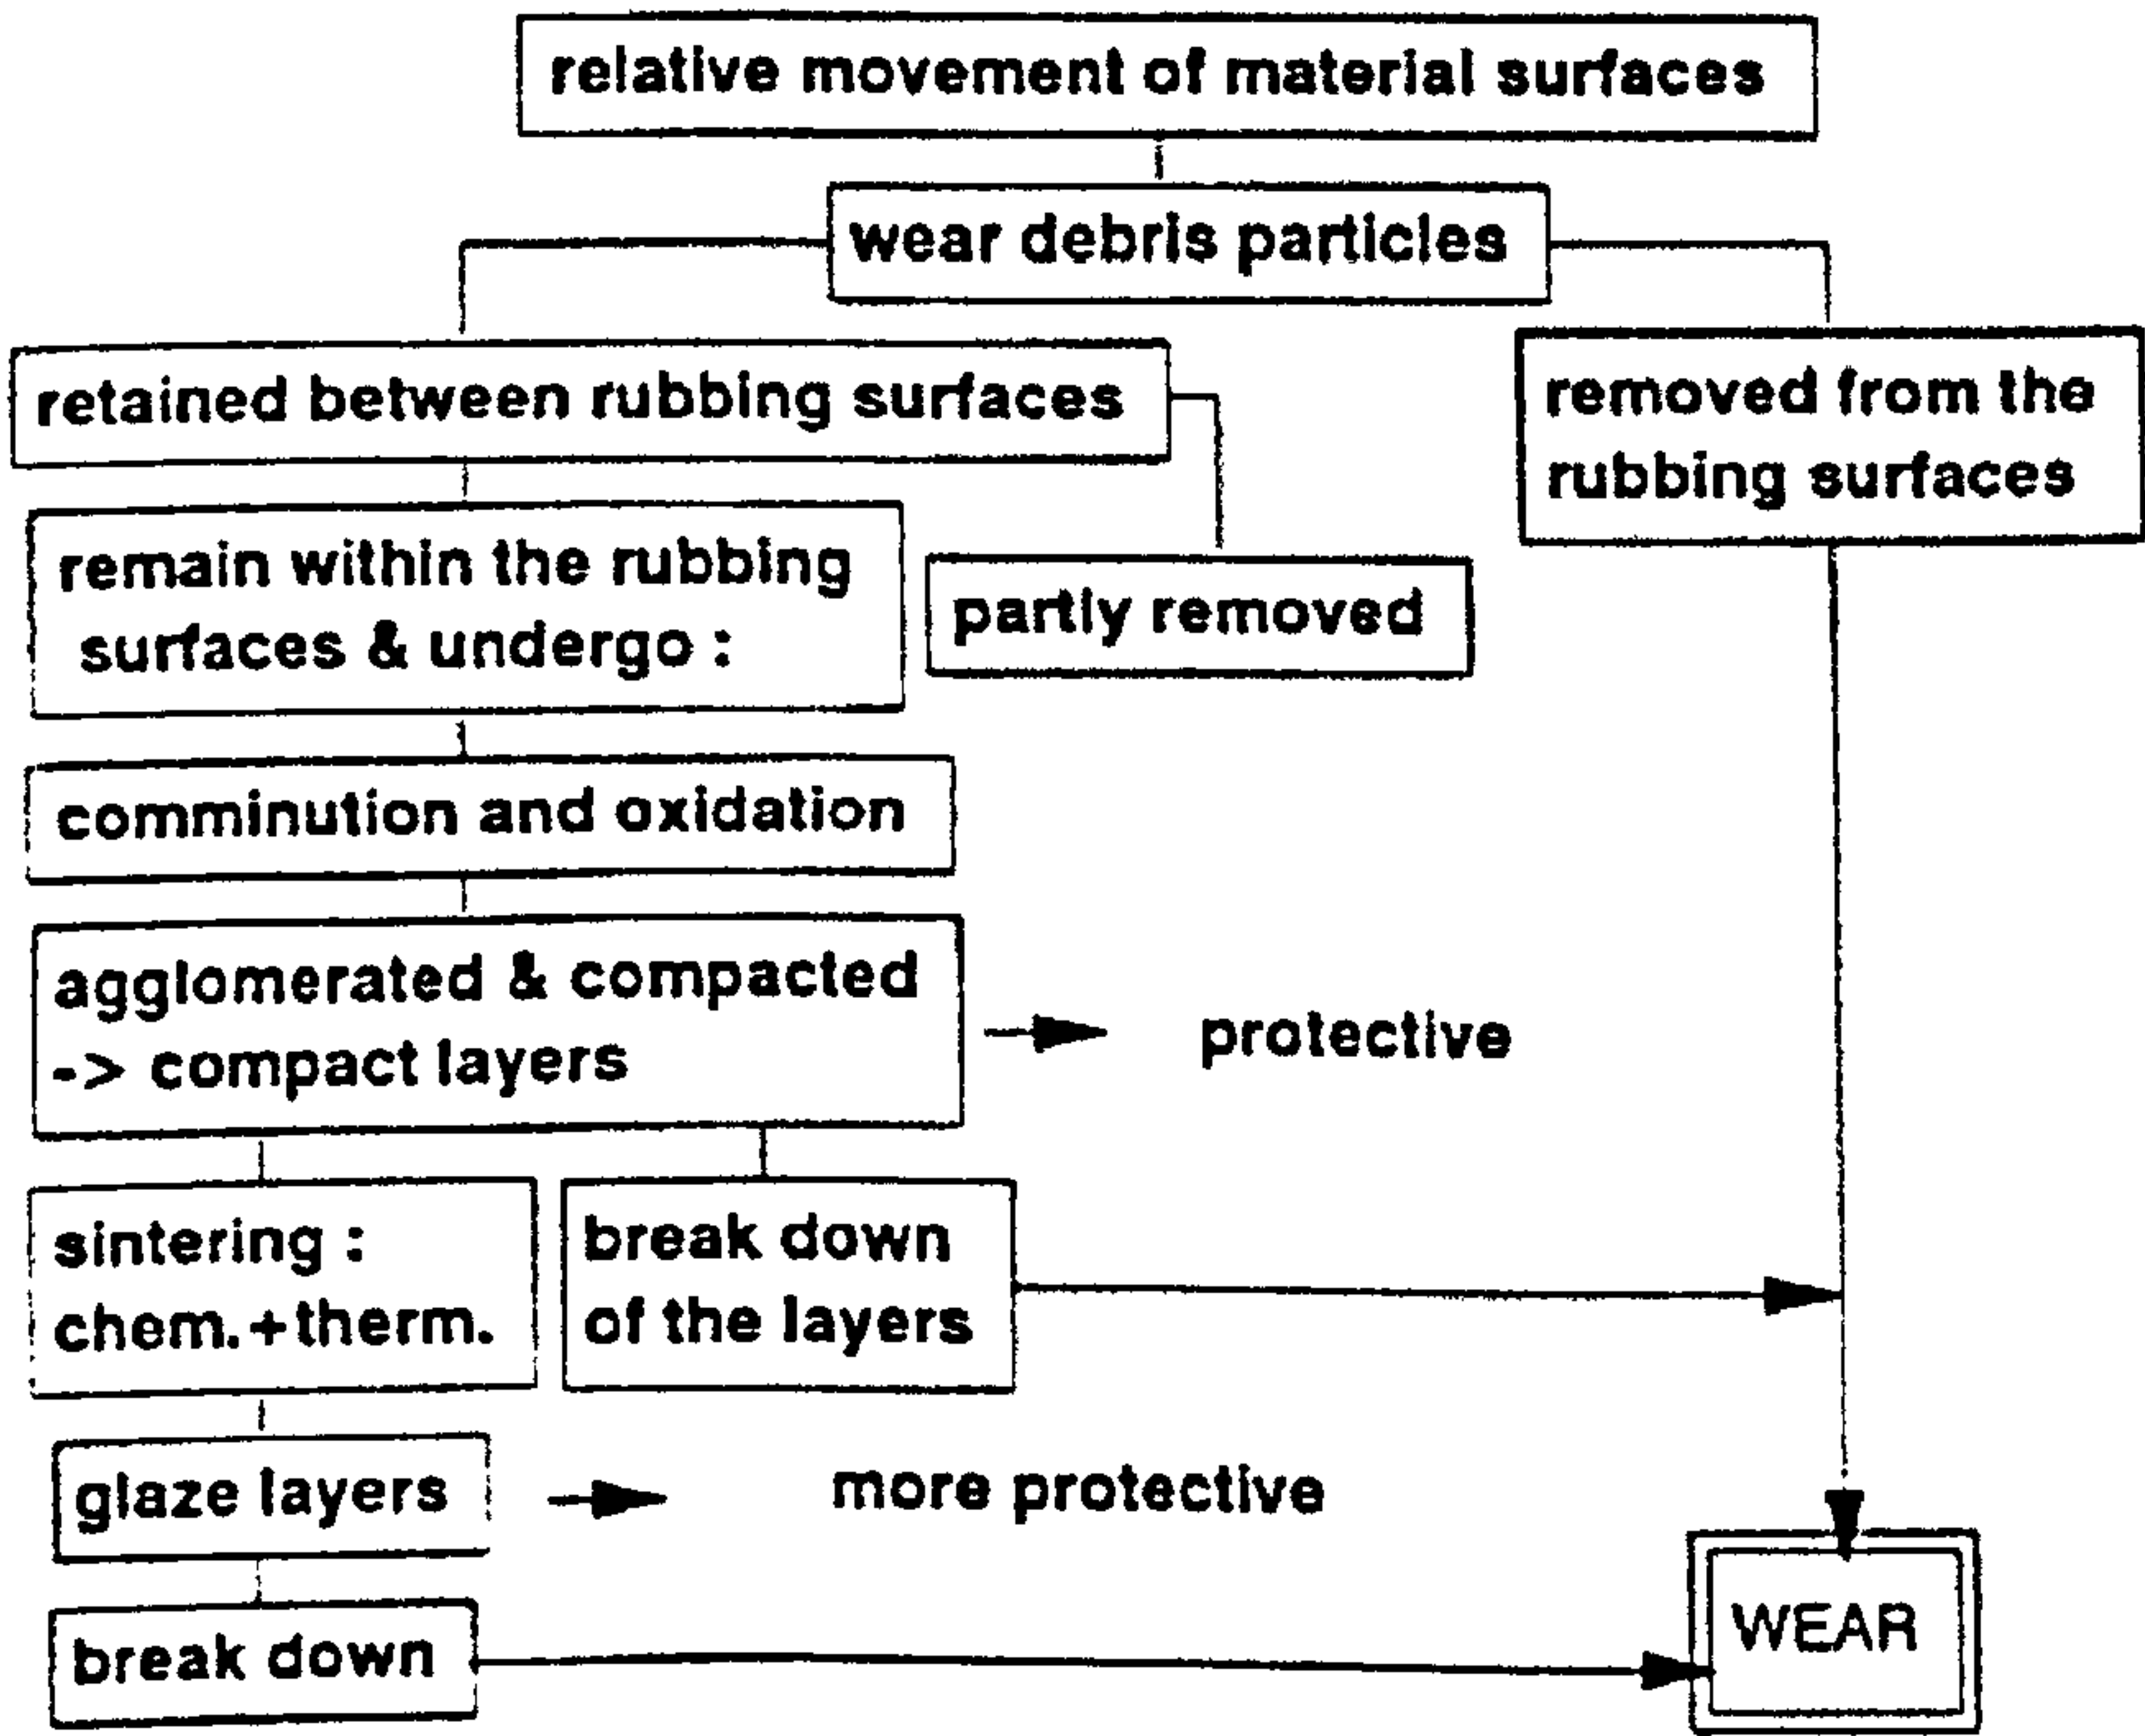 relative movement of material surfaces
wear debris particles
retained between rubbing surfaces
removed from the
rubbing surfaces
remain within the rubbing
surfaces & undergo :
partly removed
comminution and oxidation
agglomerated & compacted
-> compact layers
protective
sintering :
chem.+therm.
break down
of the layers
glaze layers
more protective
break down
WEAR